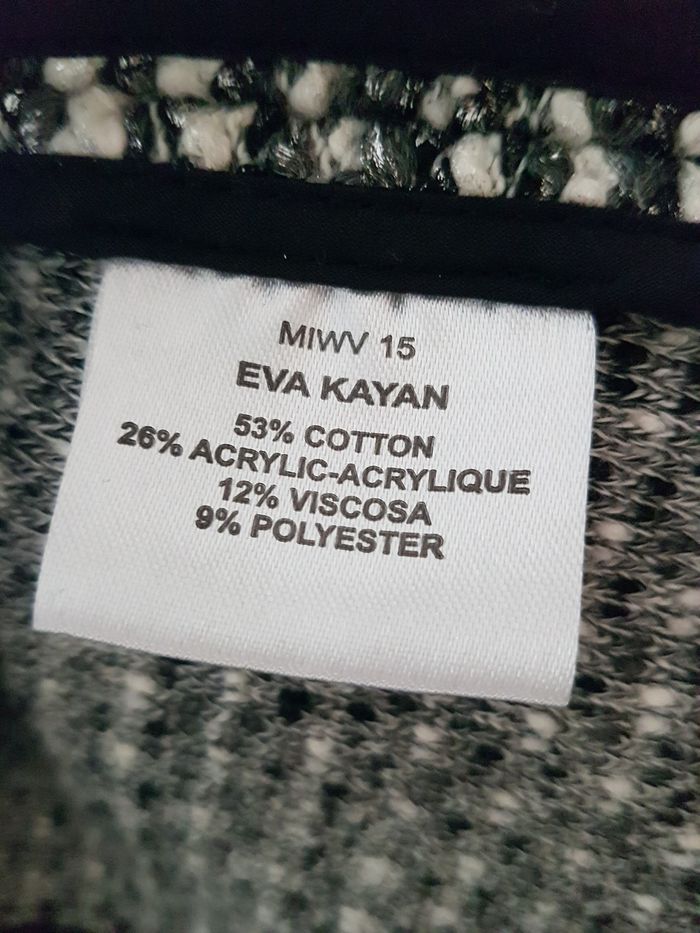 MIWV 15
EVA KAYAN
53% COTTON
26% ACRYLIC-ACRYLIQUE
12% VISCOSA
9% POLYESTER